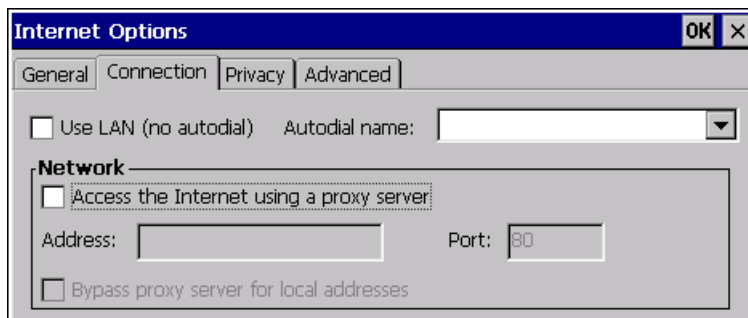 Internet Options OK ×
General Connection Privacy Advanced
Use LAN (no autodial) Autodial name:
Network
Access the Internet using a proxy server
Address: Port: 80
Bypass proxy server for local addresses